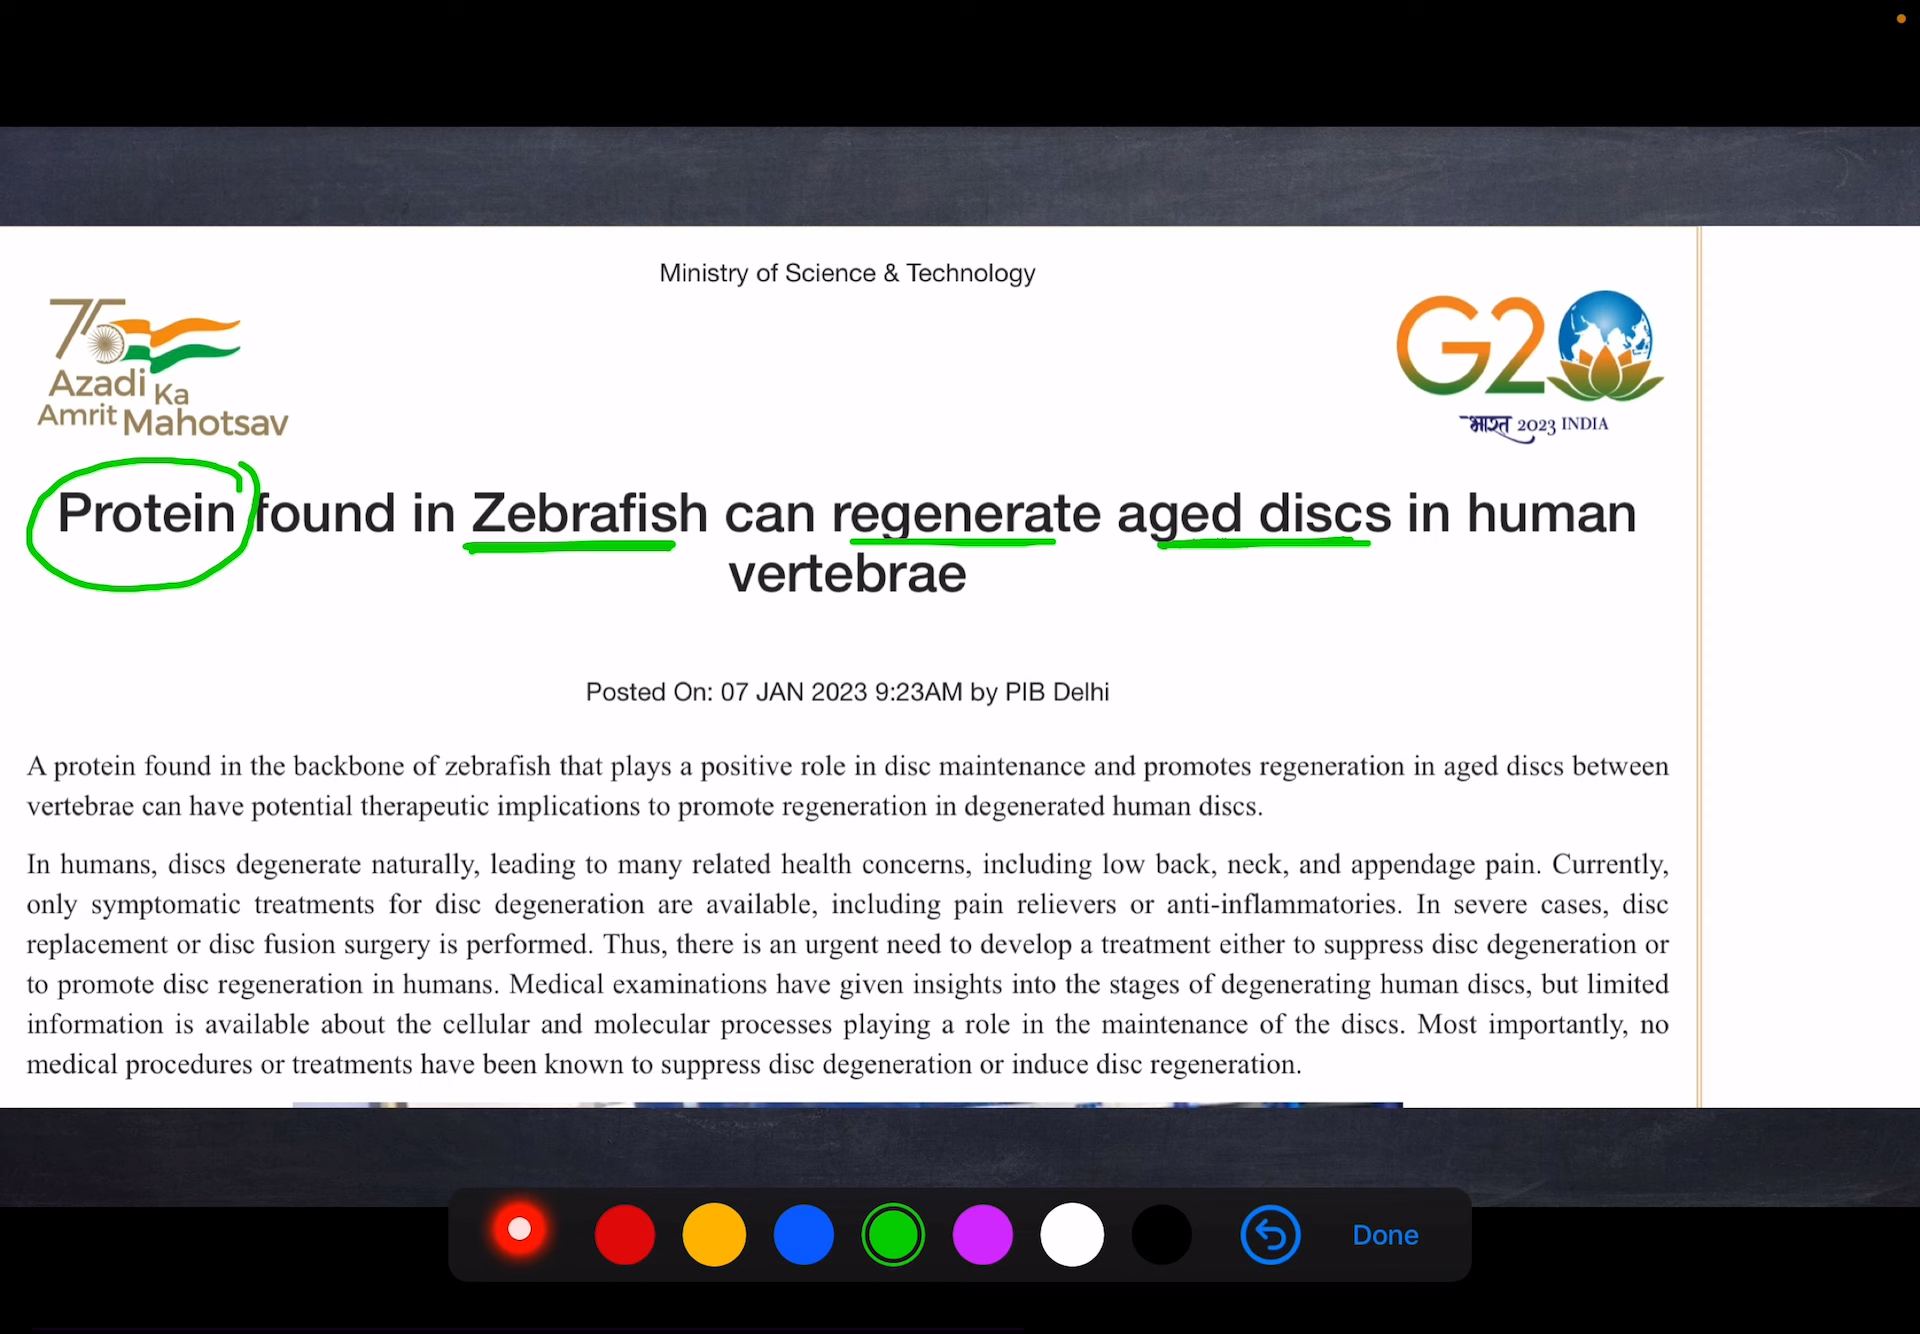 Ministry of Science & Technology
75
Azadi Ka
Amrit Mahotsav
G20
भारत 2023 INDIA
Protein found in Zebrafish can regenerate aged discs in human
vertebrae
Posted On: 07 JAN 2023 9:23AM by PIB Delhi
A protein found in the backbone of zebrafish that plays a positive role in disc maintenance and promotes regeneration in aged discs between
vertebrae can have potential therapeutic implications to promote regeneration in degenerated human discs.
In humans, discs degenerate naturally, leading to many related health concerns, including low back, neck, and appendage pain. Currently,
only symptomatic treatments for disc degeneration are available, including pain relievers or anti-inflammatories. In severe cases, disc
replacement or disc fusion surgery is performed. Thus, there is an urgent need to develop a treatment either to suppress disc degeneration or
to promote disc regeneration in humans. Medical examinations have given insights into the stages of degenerating human discs, but limited
information is available about the cellular and molecular processes playing a role in the maintenance of the discs. Most importantly, no
medical procedures or treatments have been known to suppress disc degeneration or induce disc regeneration.
Done